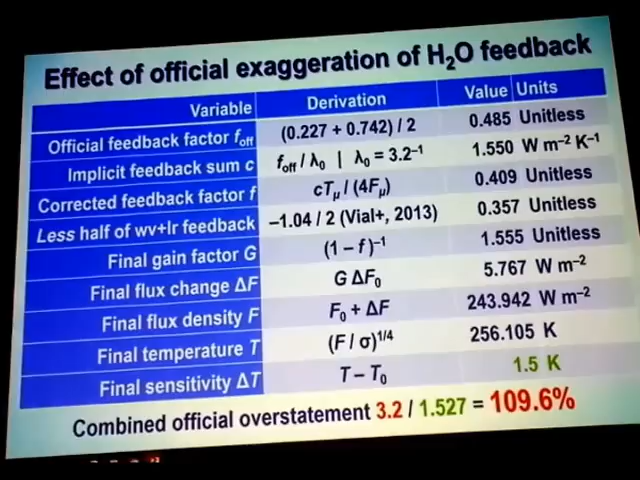 Effect of official exaggeration of H₂O feedback
Variable Derivation Value Units
Official feedback factor f_off (0.227 + 0.742) / 2 0.485 Unitless
Implicit feedback sum c f_off / λ₀ | λ₀ = 3.2⁻¹ 1.550 W m⁻² K⁻¹
Corrected feedback factor f cT_μ / (4F_μ) 0.409 Unitless
Less half of wv+lr feedback −1.04 / 2 (Vial+, 2013) 0.357 Unitless
Final gain factor G (1 – f)⁻¹ 1.555 Unitless
Final flux change ΔF G ΔF₀ 5.767 W m⁻²
Final flux density F F₀ + ΔF 243.942 W m⁻²
Final temperature T (F / σ)¹/⁴ 256.105 K
Final sensitivity ΔT T – T₀ 1.5 K
Combined official overstatement 3.2 / 1.527 = 109.6%